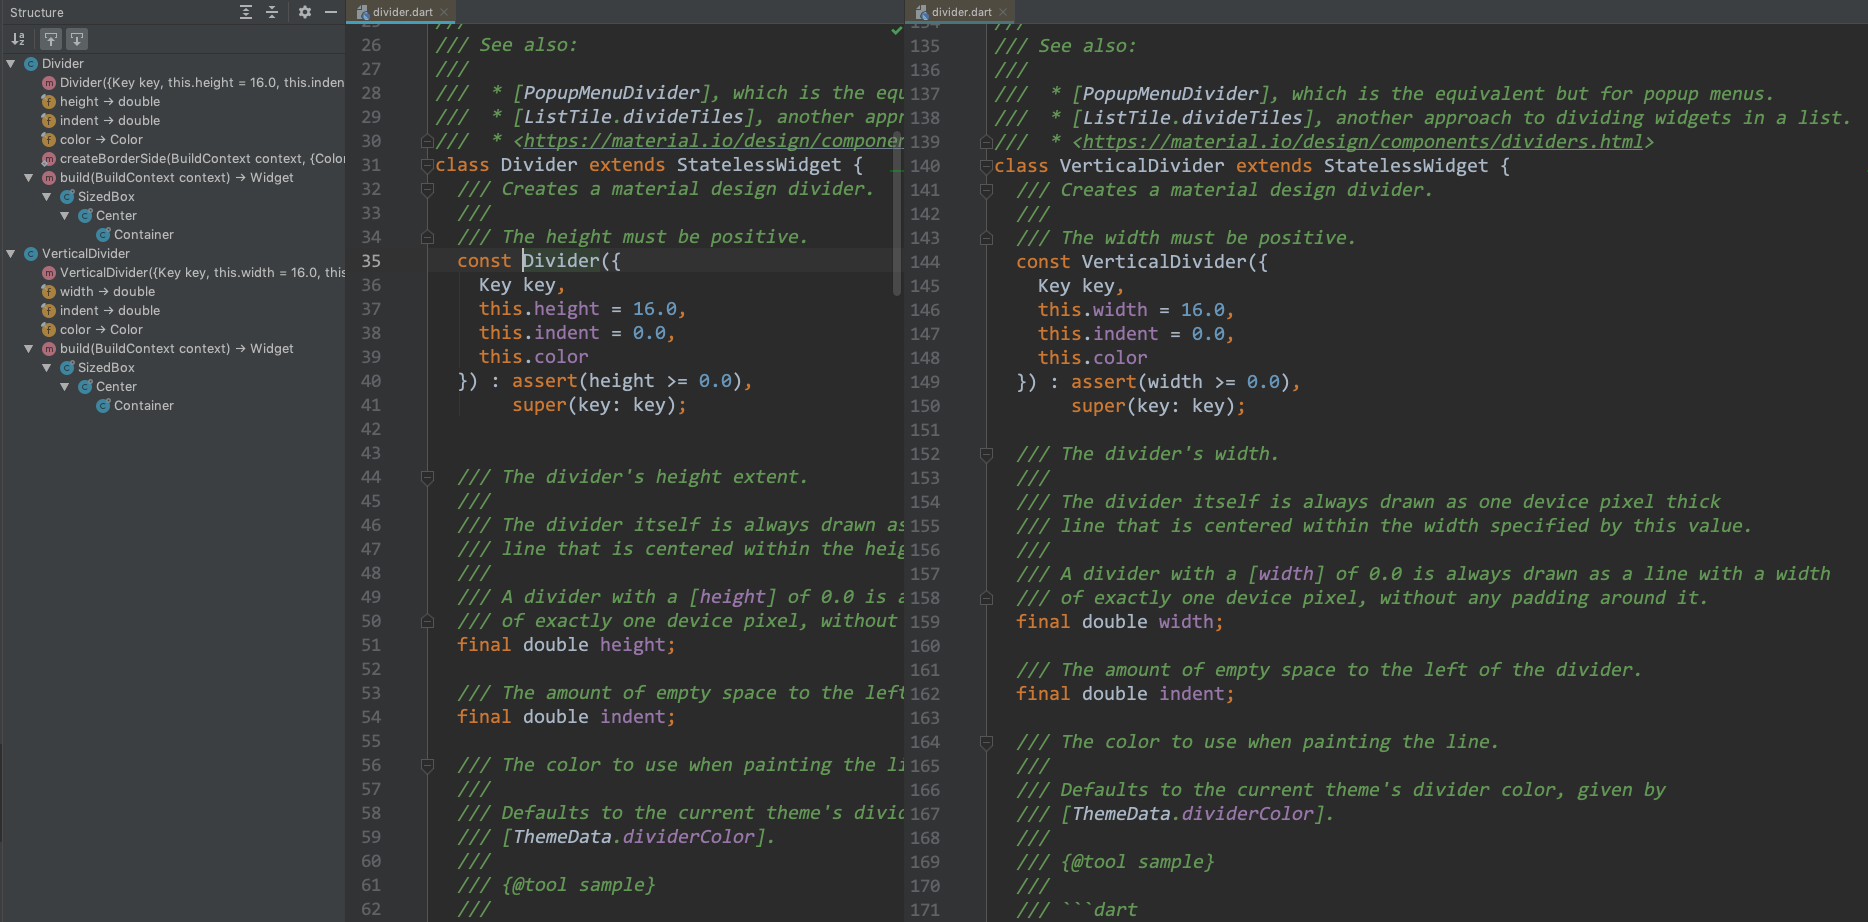 Structure
Divider
Divider({Key key, this.height = 16.0, this.inden
height → double
indent → double
color → Color
createBorderSide(BuildContext context, {Color
build(BuildContext context) → Widget
SizedBox
Center
Container
VerticalDivider
VerticalDivider({Key key, this.width = 16.0, this
width → double
indent → double
color → Color
build(BuildContext context) → Widget
SizedBox
Center
Container
divider.dart
26 /// See also:
27 ///
28 ///  * [PopupMenuDivider], which is the equ
29 ///  * [ListTile.divideTiles], another appr
30 ///  * <https://material.io/design/componen
31 class Divider extends StatelessWidget {
32 /// Creates a material design divider.
33 ///
34 /// The height must be positive.
35 const Divider({
36 Key key,
37 this.height = 16.0,
38 this.indent = 0.0,
39 this.color
40 }) : assert(height >= 0.0),
41 super(key: key);
42
43
44 /// The divider's height extent.
45 ///
46 /// The divider itself is always drawn as
47 /// line that is centered within the heig
48 ///
49 /// A divider with a [height] of 0.0 is a
50 /// of exactly one device pixel, without
51 final double height;
52
53 /// The amount of empty space to the left
54 final double indent;
55
56 /// The color to use when painting the li
57 ///
58 /// Defaults to the current theme's divid
59 /// [ThemeData.dividerColor].
60 ///
61 /// {@tool sample}
62 ///
divider.dart
135 /// See also:
136 ///
137 ///  * [PopupMenuDivider], which is the equivalent but for popup menus.
138 ///  * [ListTile.divideTiles], another approach to dividing widgets in a list.
139 ///  * <https://material.io/design/components/dividers.html>
140 class VerticalDivider extends StatelessWidget {
141 /// Creates a material design divider.
142 ///
143 /// The width must be positive.
144 const VerticalDivider({
145 Key key,
146 this.width = 16.0,
147 this.indent = 0.0,
148 this.color
149 }) : assert(width >= 0.0),
150 super(key: key);
151
152 /// The divider's width.
153 ///
154 /// The divider itself is always drawn as one device pixel thick
155 /// line that is centered within the width specified by this value.
156 ///
157 /// A divider with a [width] of 0.0 is always drawn as a line with a width
158 /// of exactly one device pixel, without any padding around it.
159 final double width;
160
161 /// The amount of empty space to the left of the divider.
162 final double indent;
163
164 /// The color to use when painting the line.
165 ///
166 /// Defaults to the current theme's divider color, given by
167 /// [ThemeData.dividerColor].
168 ///
169 /// {@tool sample}
170 ///
171 /// ```dart